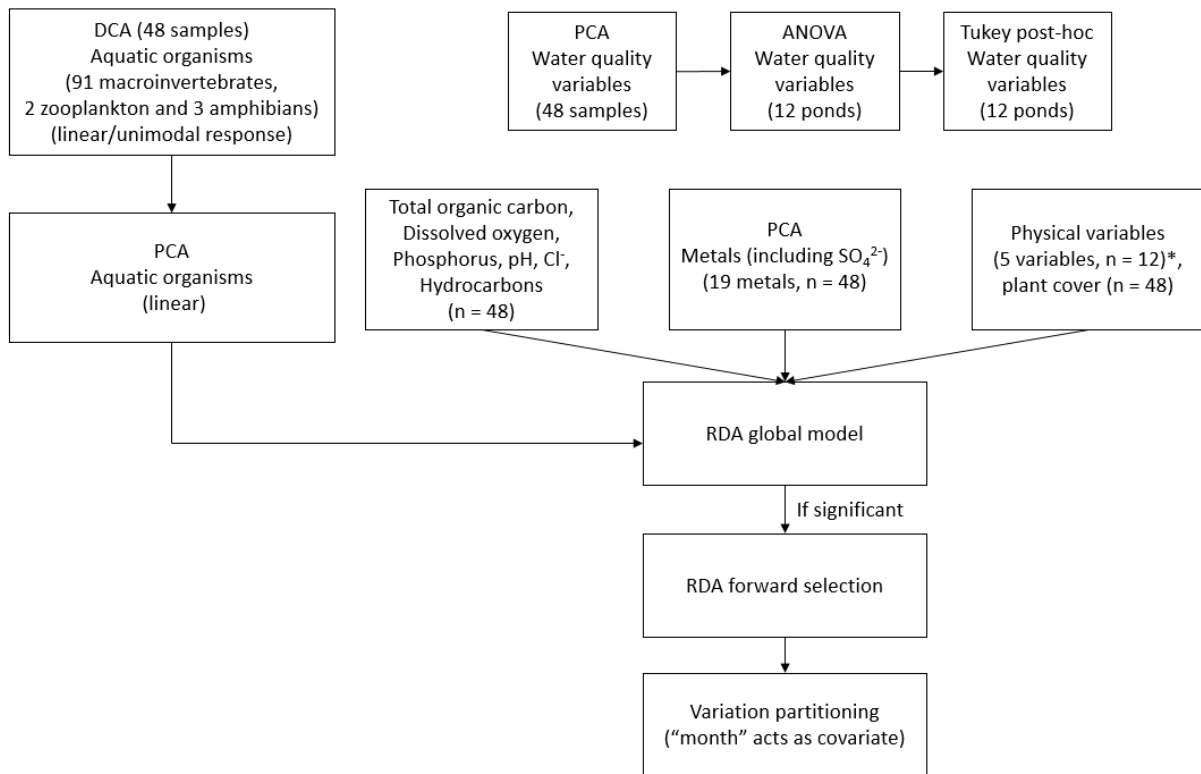 DCA (48 samples)
Aquatic organisms
(91 macroinvertebrates,
2 zooplankton and 3 amphibians)
(linear/unimodal response)
PCA
Water quality
variables
(48 samples)
ANOVA
Water quality
variables
(12 ponds)
Tukey post-hoc
Water quality
variables
(12 ponds)
PCA
Aquatic organisms
(linear)
Total organic carbon,
Dissolved oxygen,
Phosphorus, pH, Cl⁻,
Hydrocarbons
(n = 48)
PCA
Metals (including SO₄²⁻)
(19 metals, n = 48)
Physical variables
(5 variables, n = 12)*,
plant cover (n = 48)
RDA global model
If significant
RDA forward selection
Variation partitioning
(“month” acts as covariate)